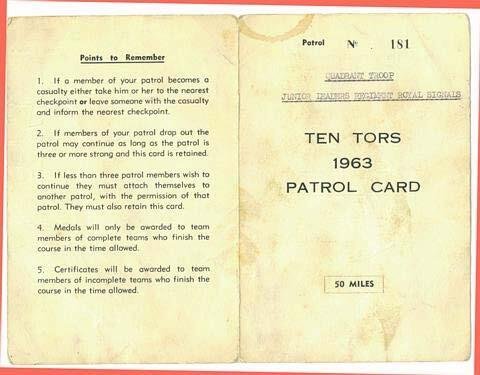 Points to Remember
1. If a member of your patrol becomes a
casualty either take him or her to the nearest
checkpoint or leave someone with the casualty
and inform the nearest checkpoint.
2. If members of your patrol drop out the
patrol may continue as long as the patrol is
three or more strong and this card is retained.
3. If less than three patrol members wish to
continue they must attach themselves to
another patrol, with the permission of that
patrol. They must also retain this card.
4. Medals will only be awarded to team
members of complete teams who finish the
course in the time allowed.
5. Certificates will be awarded to team
members of incomplete teams who finish the
course in the time allowed.
Patrol Nº 181
QUADRANT TROOP
JUNIOR LEADERS REGIMENT ROYAL SIGNALS
TEN TORS
1963
PATROL CARD
50 MILES